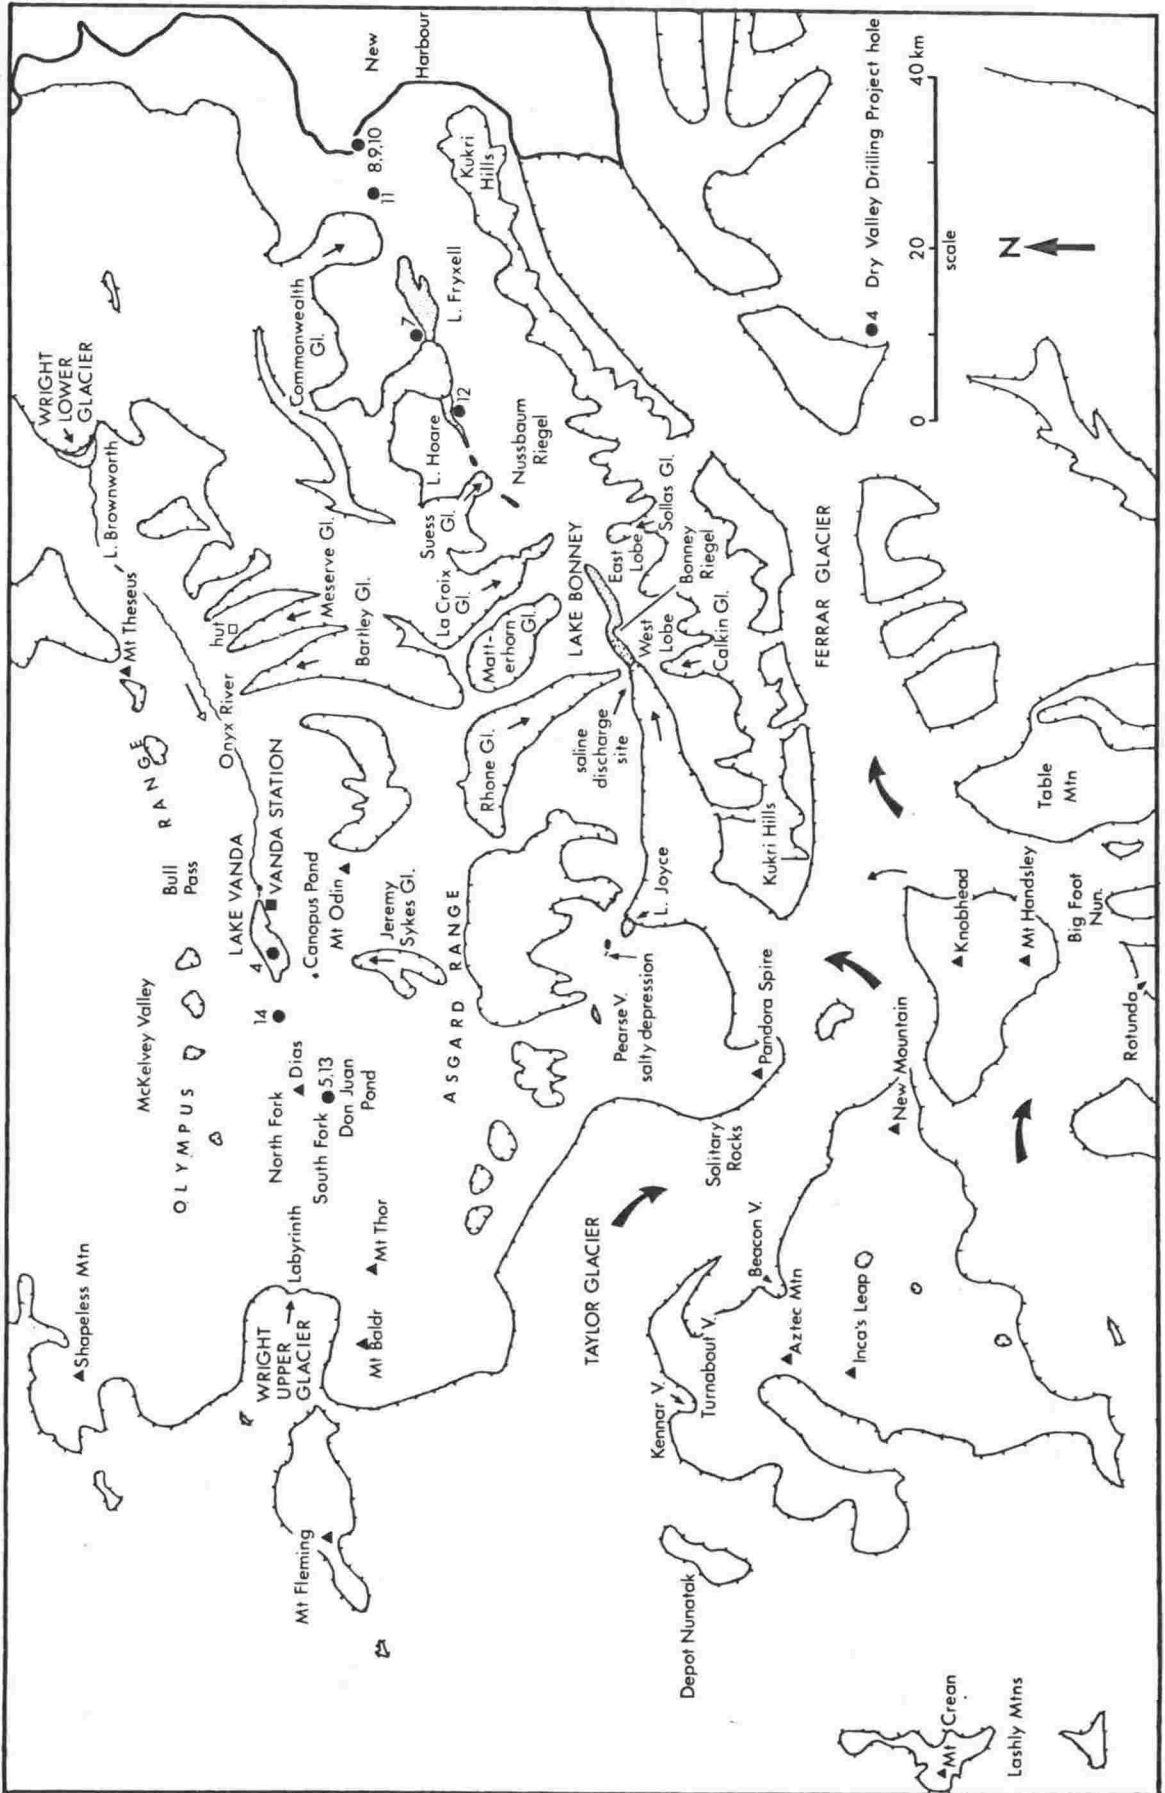 Shapeless Mtn
Mt Fleming
WRIGHT
UPPER
GLACIER
Labyrinth
Mt Baldr
Mt Thor
OLYMPUS
RANGE
McKelvey Valley
Bull
Pass
North Fork
Dias
South Fork
5,13
Don Juan
Pond
14
4
LAKE VANDA
VANDA STATION
Canopus Pond
Mt Odin
Jeremy
Sykes Gl.
Onyx River
Mt Theseus
L. Brownworth
WRIGHT
LOWER
GLACIER
hut
Meserve Gl.
Bartley Gl.
Commonwealth
Gl.
New
Harbour
8,9,10
11
7
L. Fryxell
12
L. Hoare
Nussbaum
Riegel
Suess
Gl.
La Croix
Gl.
Matt-
erhorn
Gl.
Rhone Gl.
ASGARD RANGE
LAKE BONNEY
East
Lobe
West
Lobe
Sollas Gl.
Bonney
Riegel
Calkin Gl.
saline
discharge
site
Kukri
Hills
Kukri Hills
L. Joyce
Pearse V.
salty depression
Pandora Spire
Solitary
Rocks
TAYLOR GLACIER
FERRAR GLACIER
Kennar V.
Turnabout V.
Beacon V.
Aztec Mtn
Inca's Leap
New Mountain
Knobhead
Mt Handsley
Big Foot
Nun.
Table
Mtn
Rotunda
Depot Nunatak
Mt Crean
Lashly Mtns
4 Dry Valley Drilling Project hole
0 20 40 km
scale
N